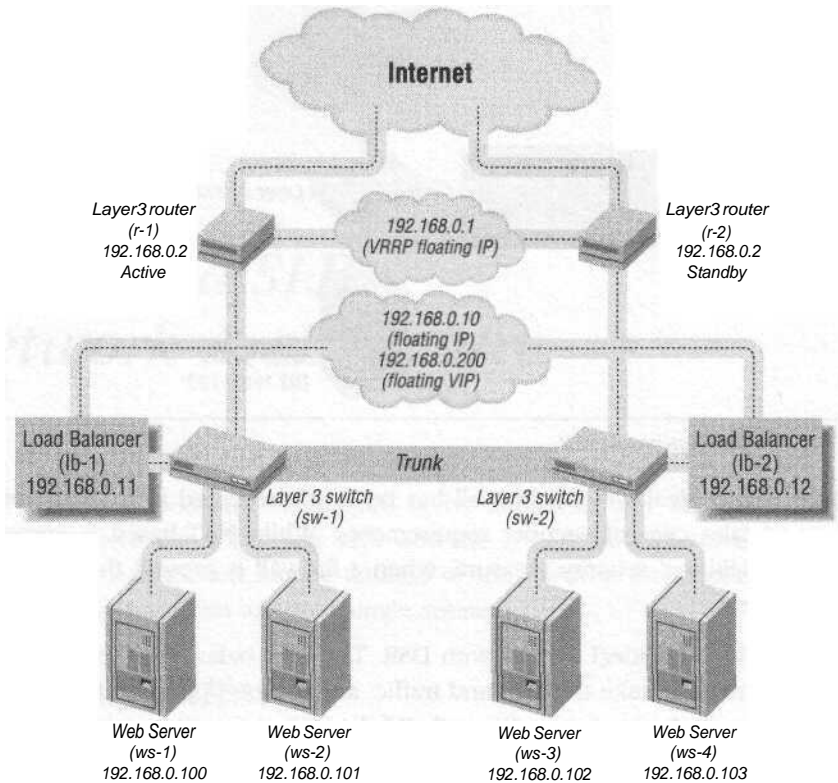 Internet
Layer3 router
(r-1)
192.168.0.2
Active
192.168.0.1
(VRRP floating IP)
Layer3 router
(r-2)
192.168.0.2
Standby
192.168.0.10
(floating IP)
192.168.0.200
(floating VIP)
Load Balancer
(lb-1)
192.168.0.11
Trunk
Load Balancer
(lb-2)
192.168.0.12
Layer 3 switch
(sw-1)
Layer 3 switch
(sw-2)
Web Server
(ws-1)
192.168.0.100
Web Server
(ws-2)
192.168.0.101
Web Server
(ws-3)
192.168.0.102
Web Server
(ws-4)
192.168.0.103